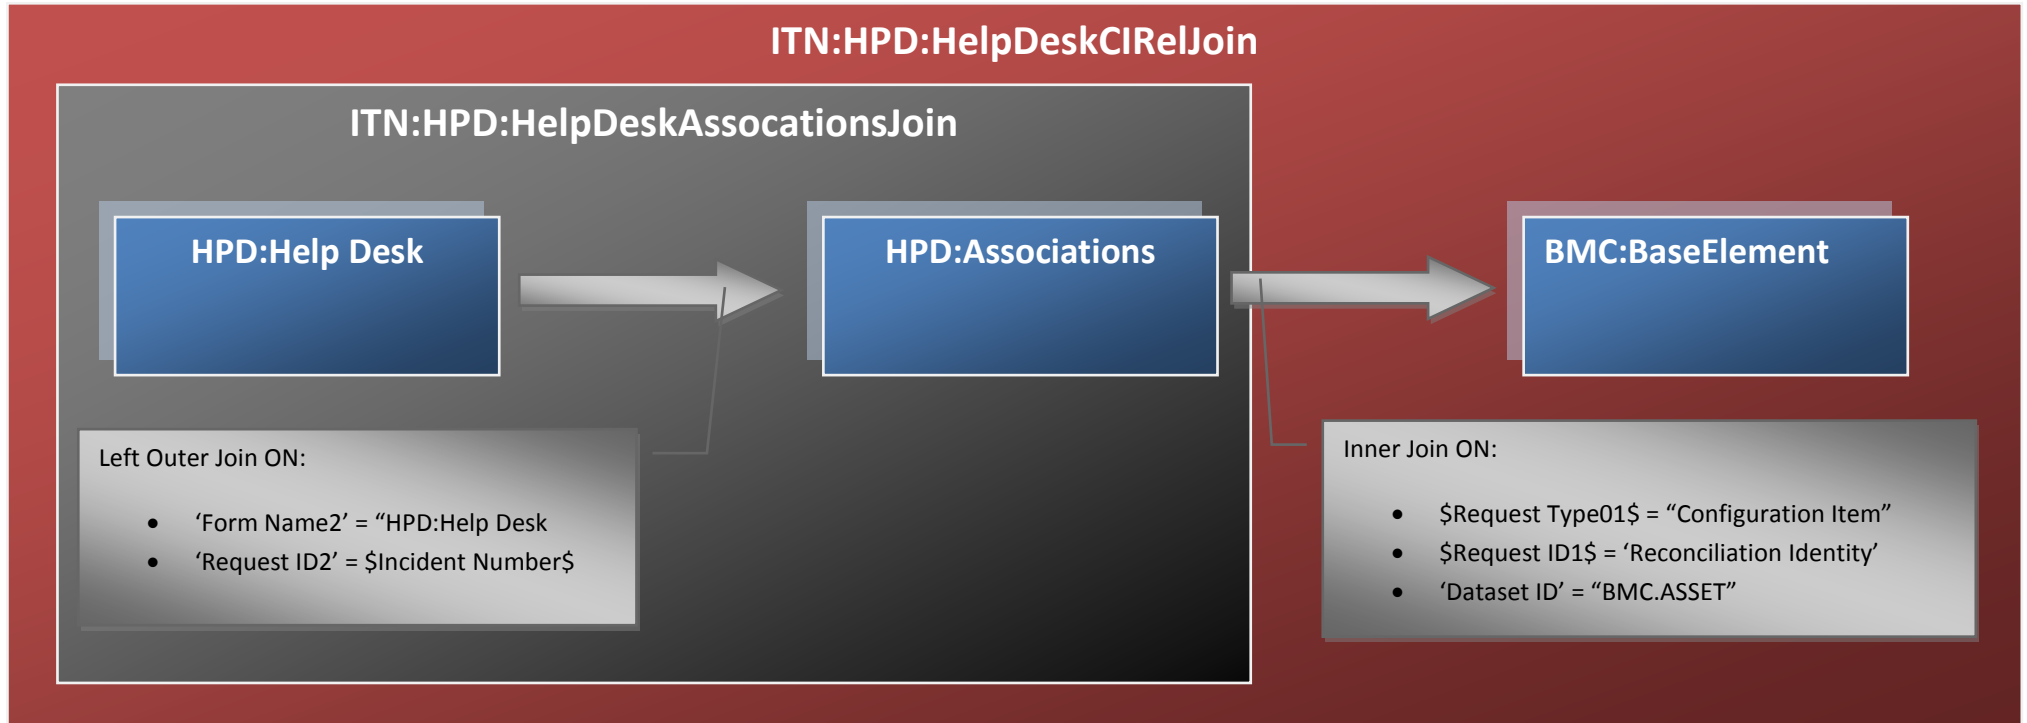 ITN:HPD:HelpDeskCIRelJoin
ITN:HPD:HelpDeskAssocationsJoin
HPD:Help Desk
HPD:Associations
BMC:BaseElement
Left Outer Join ON:
• ‘Form Name2’ = “HPD:Help Desk
• ‘Request ID2’ = $Incident Number$
Inner Join ON:
• $Request Type01$ = “Configuration Item”
• $Request ID1$ = ‘Reconciliation Identity’
• ‘Dataset ID’ = “BMC.ASSET”